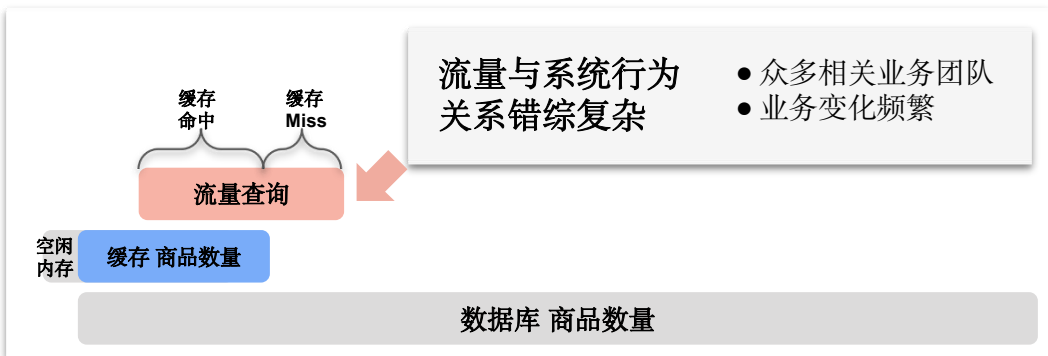 流量与系统行为
关系错综复杂
● 众多相关业务团队
● 业务变化频繁
缓存
命中
缓存
Miss
流量查询
空闲
内存
缓存 商品数量
数据库 商品数量